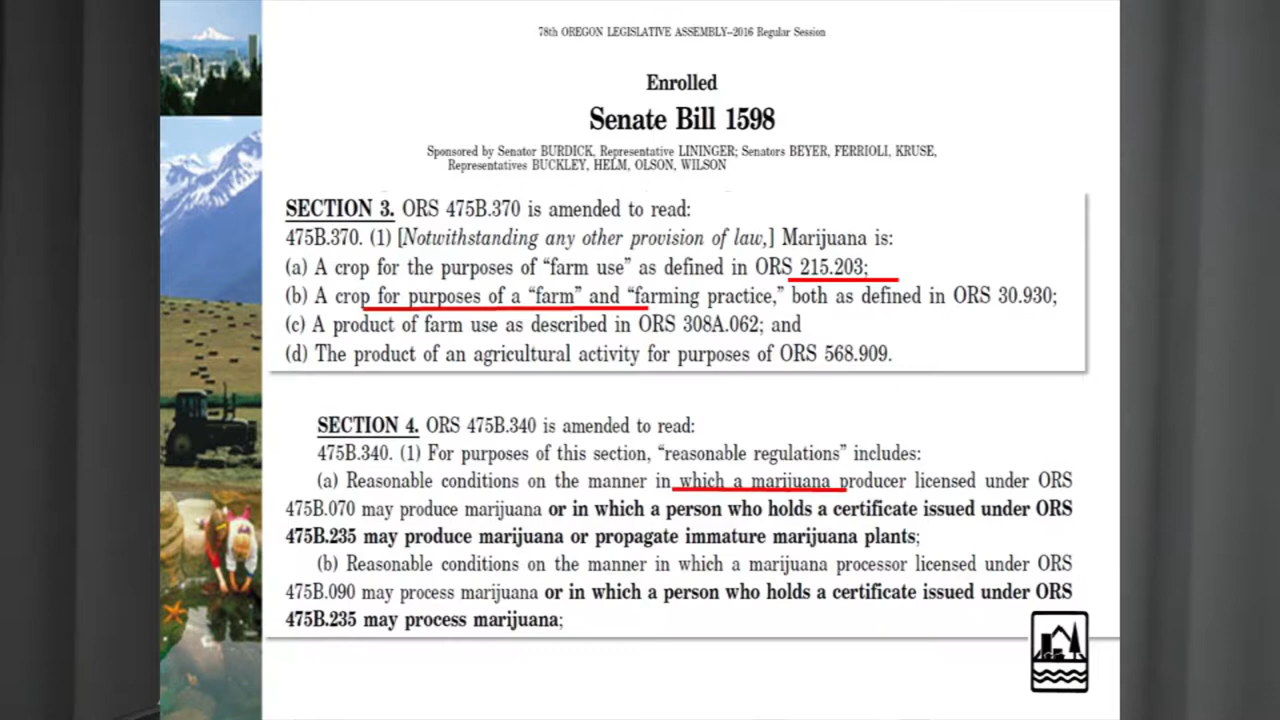 78th OREGON LEGISLATIVE ASSEMBLY--2016 Regular Session
Enrolled
Senate Bill 1598
Sponsored by Senator BURDICK, Representative LININGER; Senators BEYER, FERRIOLI, KRUSE,
Representatives BUCKLEY, HELM, OLSON, WILSON
SECTION 3. ORS 475B.370 is amended to read:
475B.370. (1) [Notwithstanding any other provision of law,] Marijuana is:
(a) A crop for the purposes of “farm use” as defined in ORS 215.203;
(b) A crop for purposes of a “farm” and “farming practice,” both as defined in ORS 30.930;
(c) A product of farm use as described in ORS 308A.062; and
(d) The product of an agricultural activity for purposes of ORS 568.909.
SECTION 4. ORS 475B.340 is amended to read:
475B.340. (1) For purposes of this section, “reasonable regulations” includes:
(a) Reasonable conditions on the manner in which a marijuana producer licensed under ORS
475B.070 may produce marijuana or in which a person who holds a certificate issued under ORS
475B.235 may produce marijuana or propagate immature marijuana plants;
(b) Reasonable conditions on the manner in which a marijuana processor licensed under ORS
475B.090 may process marijuana or in which a person who holds a certificate issued under ORS
475B.235 may process marijuana;